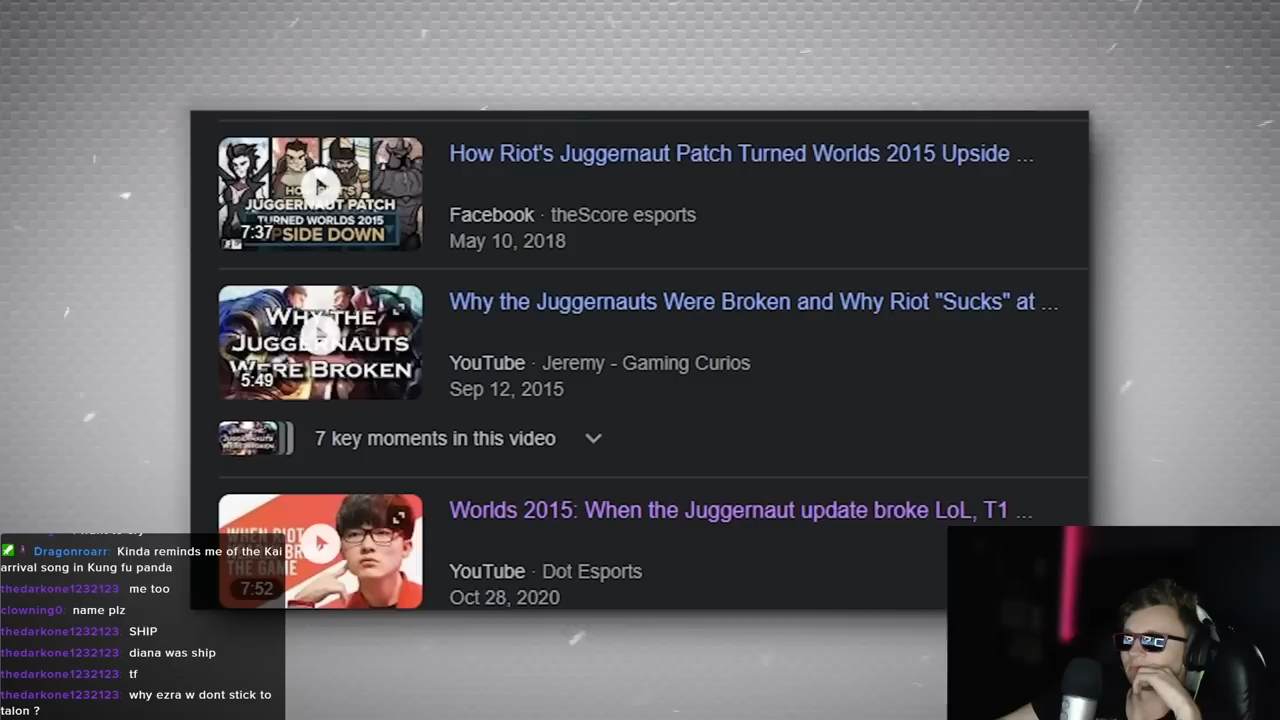 How Riot's Juggernaut Patch Turned Worlds 2015 Upside ...
JUGGERNAUT PATCH
TURNED WORLDS 2015
PSIDE DOWN
7:37
Facebook · theScore esports
May 10, 2018
Why the Juggernauts Were Broken and Why Riot "Sucks" at ...
WHY THE
JUGGERNAUTS
WERE BROKEN
5:49
YouTube · Jeremy - Gaming Curios
Sep 12, 2015
7 key moments in this video
Worlds 2015: When the Juggernaut update broke LoL, T1 ...
WHEN RIOT
THE GAME
7:52
YouTube · Dot Esports
Oct 28, 2020
Dragonroarr: Kinda reminds me of the Kai
arrival song in Kung fu panda
thedarkone1232123: me too
clowning0: name plz
thedarkone1232123: SHIP
thedarkone1232123: diana was ship
thedarkone1232123: tf
thedarkone1232123: why ezra w dont stick to
talon ?